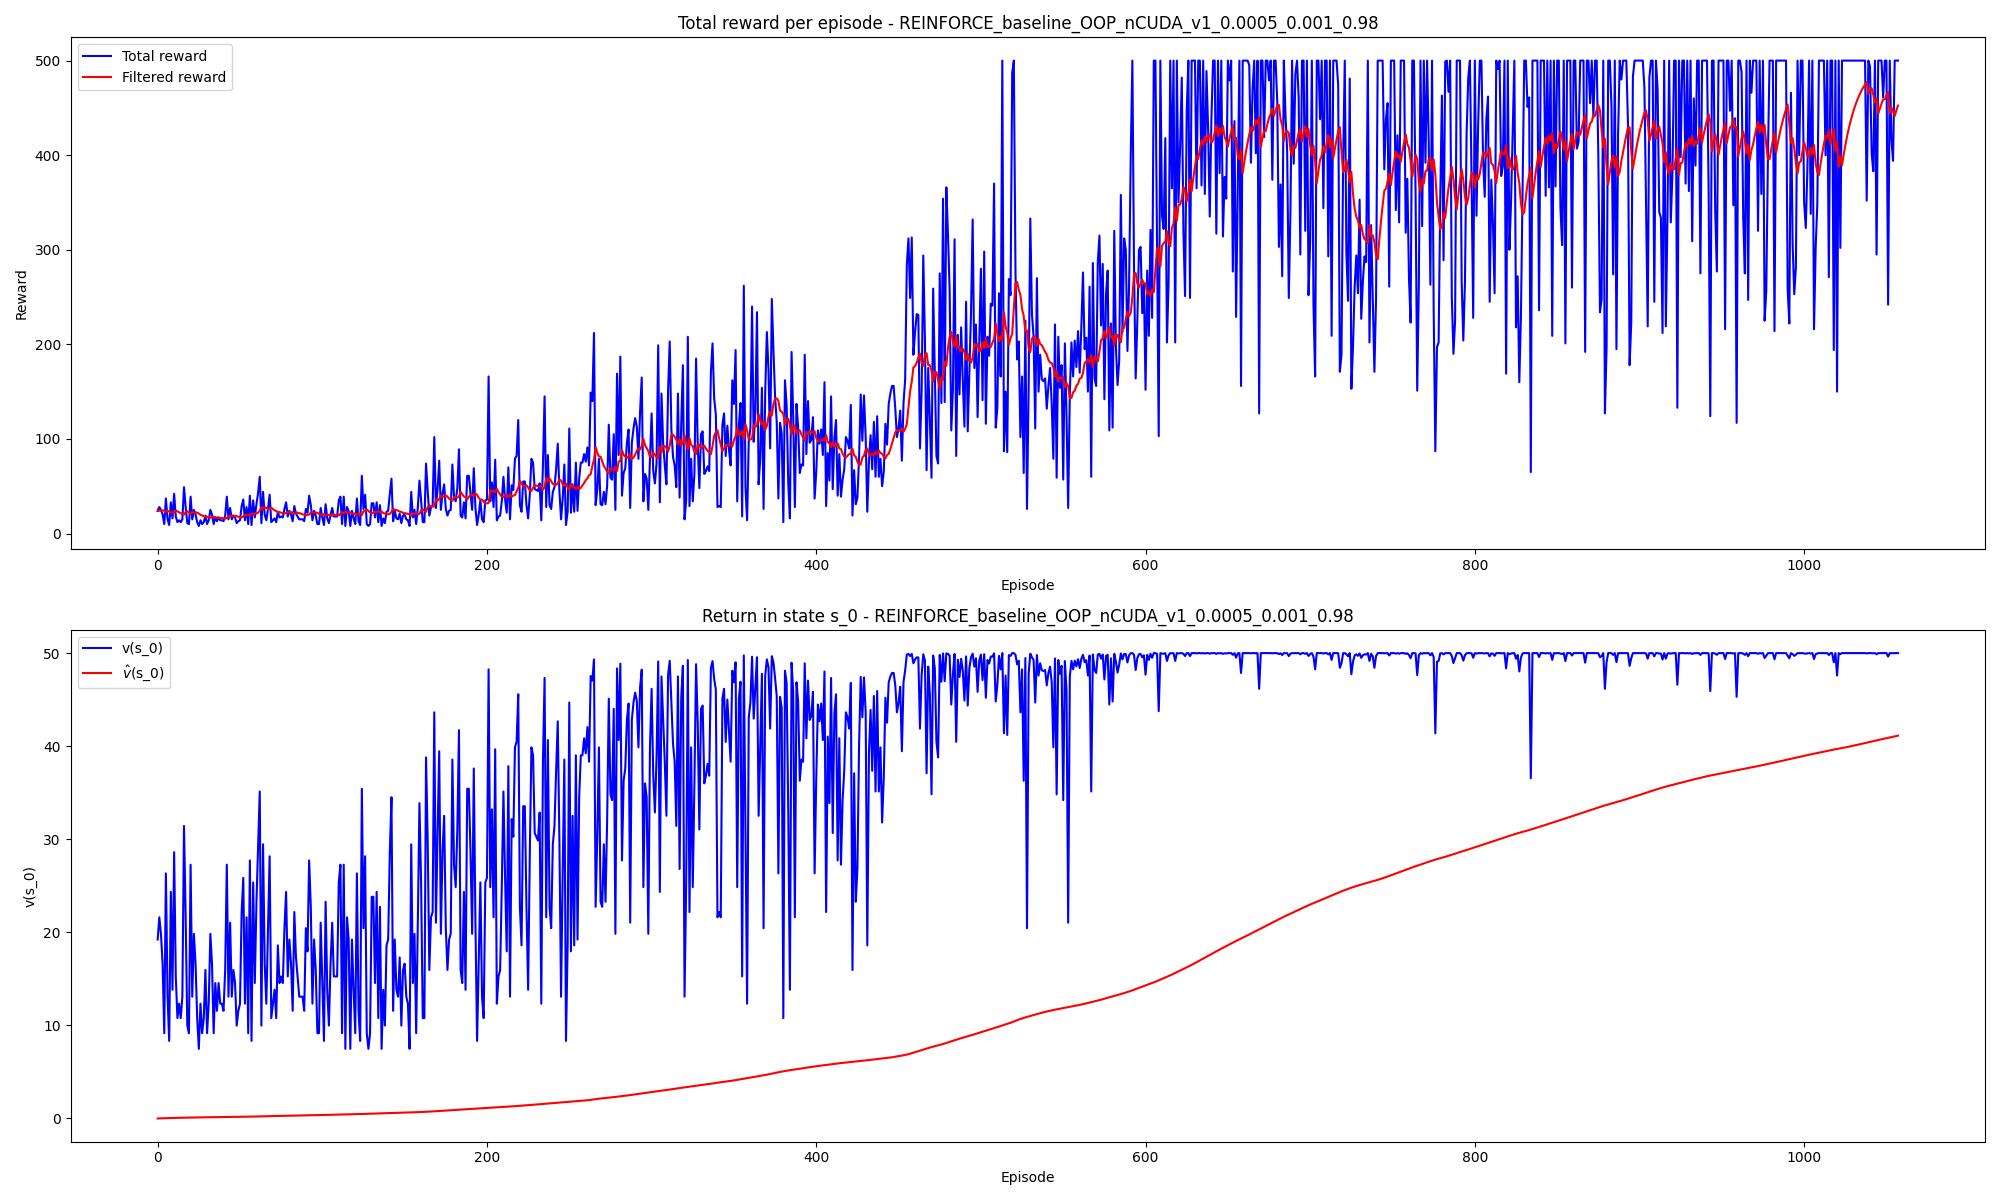 Total reward per episode - REINFORCE_baseline_OOP_nCUDA_v1_0.0005_0.001_0.98
Total reward
Filtered reward
Reward
500
400
300
200
100
0
0 200 400 600 800 1000
Episode
Return in state s_0 - REINFORCE_baseline_OOP_nCUDA_v1_0.0005_0.001_0.98
v(s_0)
v̂(s_0)
v(s_0)
50
40
30
20
10
0
0 200 400 600 800 1000
Episode